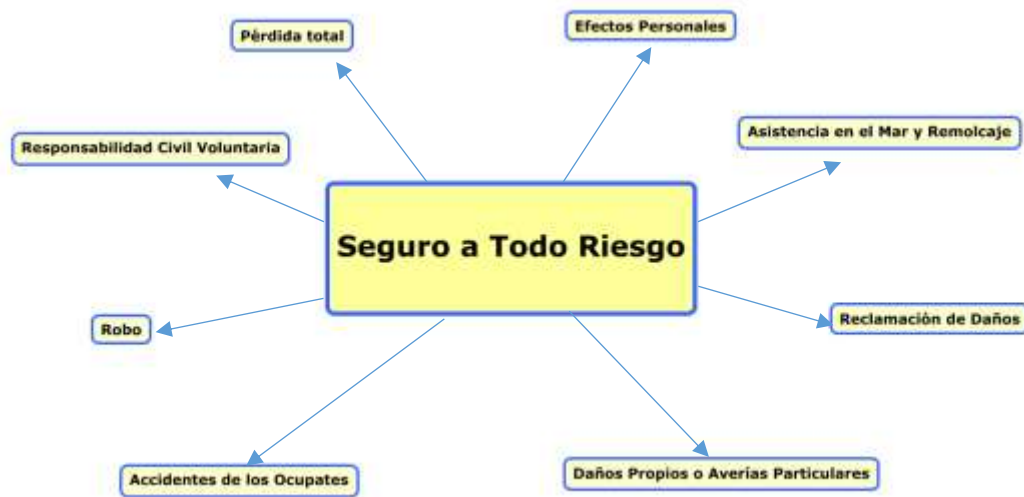 Pérdida total
Efectos Personales
Asistencia en el Mar y Remolcaje
Responsabilidad Civil Voluntaria
Seguro a Todo Riesgo
Robo
Reclamación de Daños
Accidentes de los Ocupates
Daños Propios o Averías Particulares